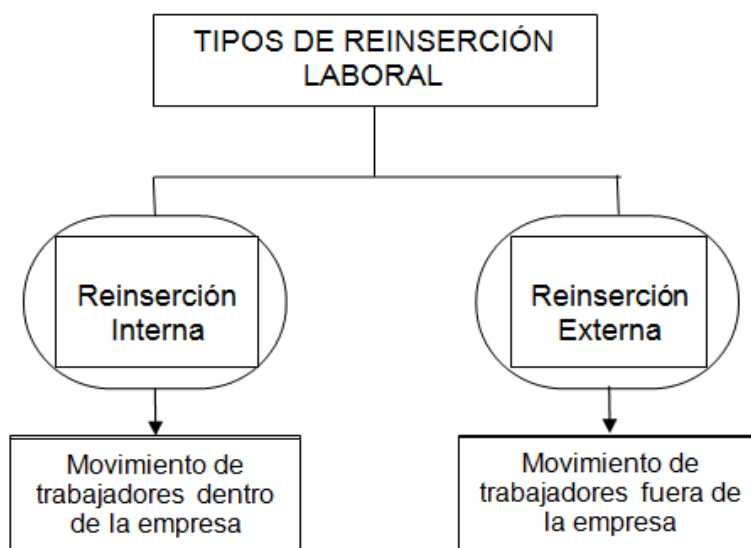 TIPOS DE REINSERCIÓN
LABORAL
Reinserción
Interna
Reinserción
Externa
Movimiento de
trabajadores dentro
de la empresa
Movimiento de
trabajadores fuera de
la empresa